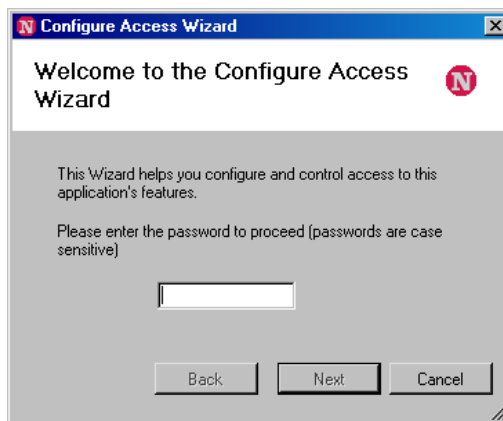 N Configure Access Wizard
Welcome to the Configure Access
Wizard
N
This Wizard helps you configure and control access to this
application's features.
Please enter the password to proceed (passwords are case
sensitive)
Back Next Cancel